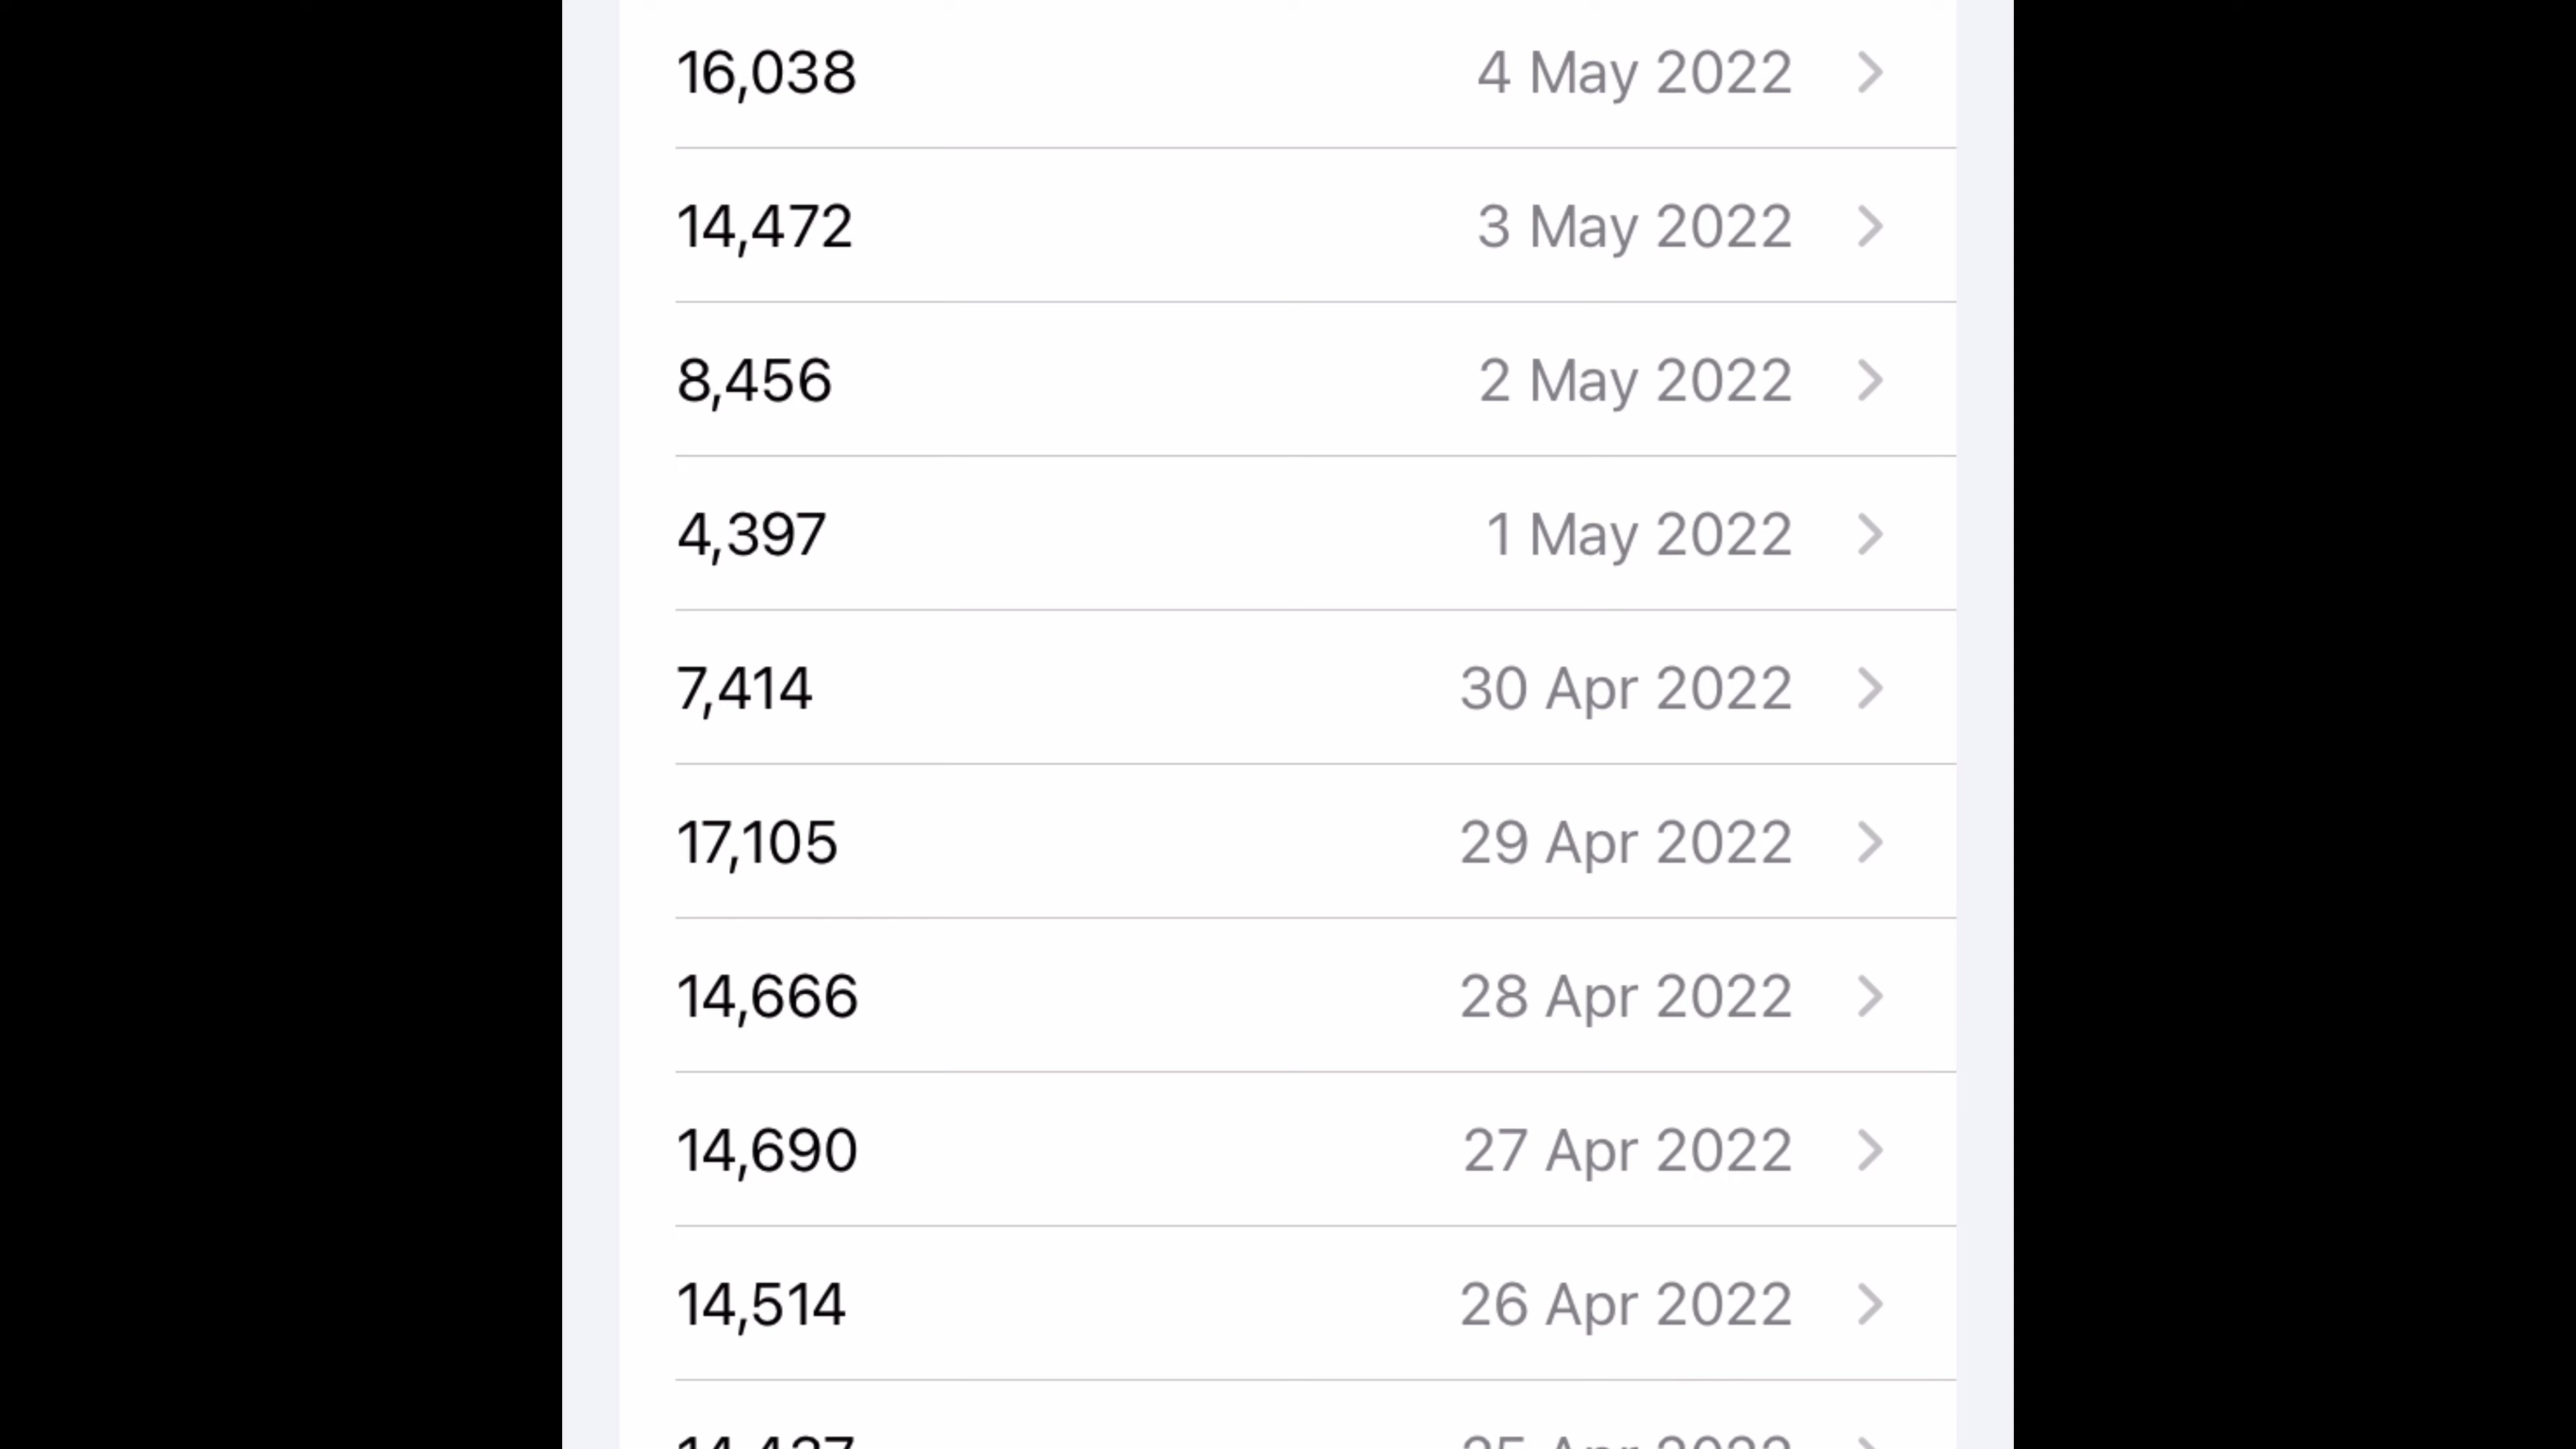 16,038 4 May 2022
14,472 3 May 2022
8,456 2 May 2022
4,397 1 May 2022
7,414 30 Apr 2022
17,105 29 Apr 2022
14,666 28 Apr 2022
14,690 27 Apr 2022
14,514 26 Apr 2022